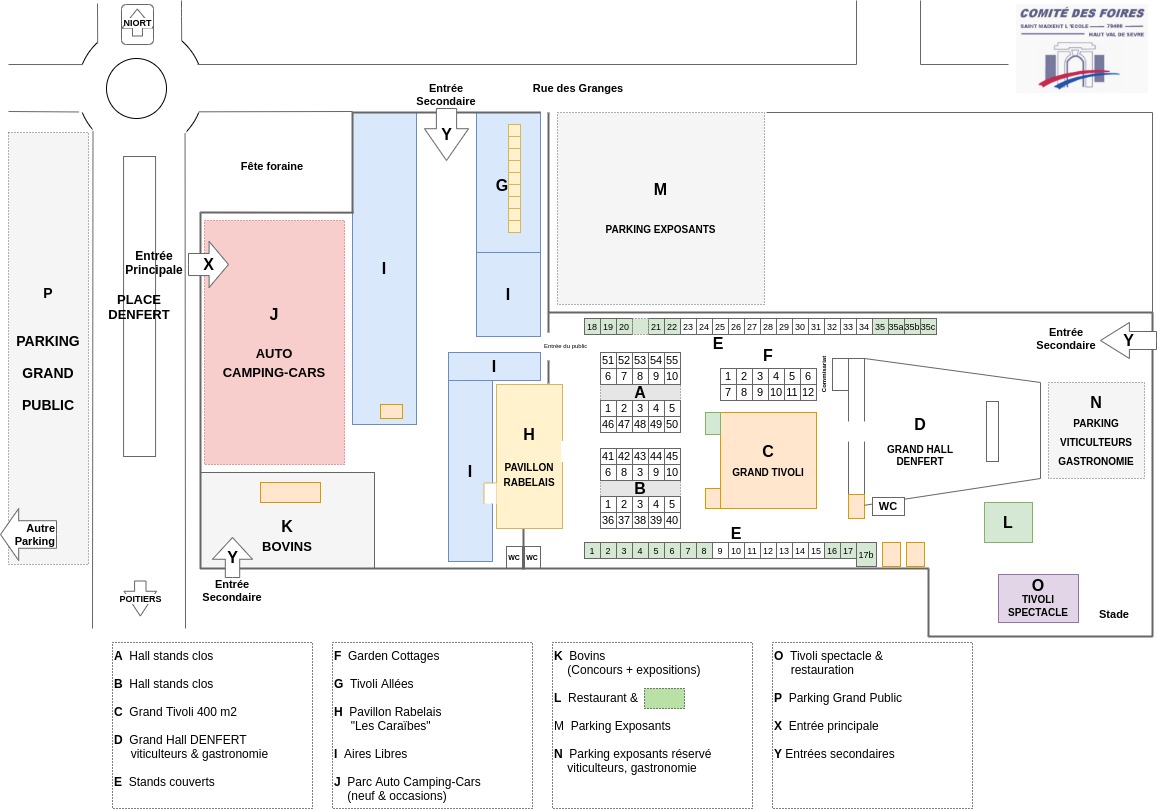 NIORT
COMITÉ DES FOIRES
SAINT MAIXENT L'ECOLE 79400
HAUT VAL DE SEVRE
Entrée
Secondaire
Y
Rue des Granges
Fête foraine
G
M
PARKING EXPOSANTS
Entrée
Principale
X
I
I
P
PARKING
GRAND
PUBLIC
PLACE
DENFERT
J
AUTO
CAMPING-CARS
18 19 20 21 22 23 24 25 26 27 28 29 30 31 32 33 34 35 35a 35b 35c
E
Entrée du public
Entrée
Secondaire
Y
I
51 52 53 54 55
6 7 8 9 10
A
1 2 3 4 5
46 47 48 49 50
F
1 2 3 4 5 6
7 8 9 10 11 12
Commissariat
D
GRAND HALL
DENFERT
N
PARKING
VITICULTEURS
GASTRONOMIE
H
PAVILLON
RABELAIS
I
41 42 43 44 45
6 8 3 9 10
B
1 2 3 4 5
36 37 38 39 40
C
GRAND TIVOLI
WC
L
K
BOVINS
Autre
Parking
Y
Entrée
Secondaire
WC WC
E
1 2 3 4 5 6 7 8 9 10 11 12 13 14 15 16 17 17b
O
TIVOLI
SPECTACLE
Stade
POITIERS
A Hall stands clos
B Hall stands clos
C Grand Tivoli 400 m2
D Grand Hall DENFERT
viticulteurs & gastronomie
E Stands couverts
F Garden Cottages
G Tivoli Allées
H Pavillon Rabelais
"Les Caraïbes"
I Aires Libres
J Parc Auto Camping-Cars
(neuf & occasions)
K Bovins
(Concours + expositions)
L Restaurant &
M Parking Exposants
N Parking exposants réservé
viticulteurs, gastronomie
O Tivoli spectacle &
restauration
P Parking Grand Public
X Entrée principale
Y Entrées secondaires